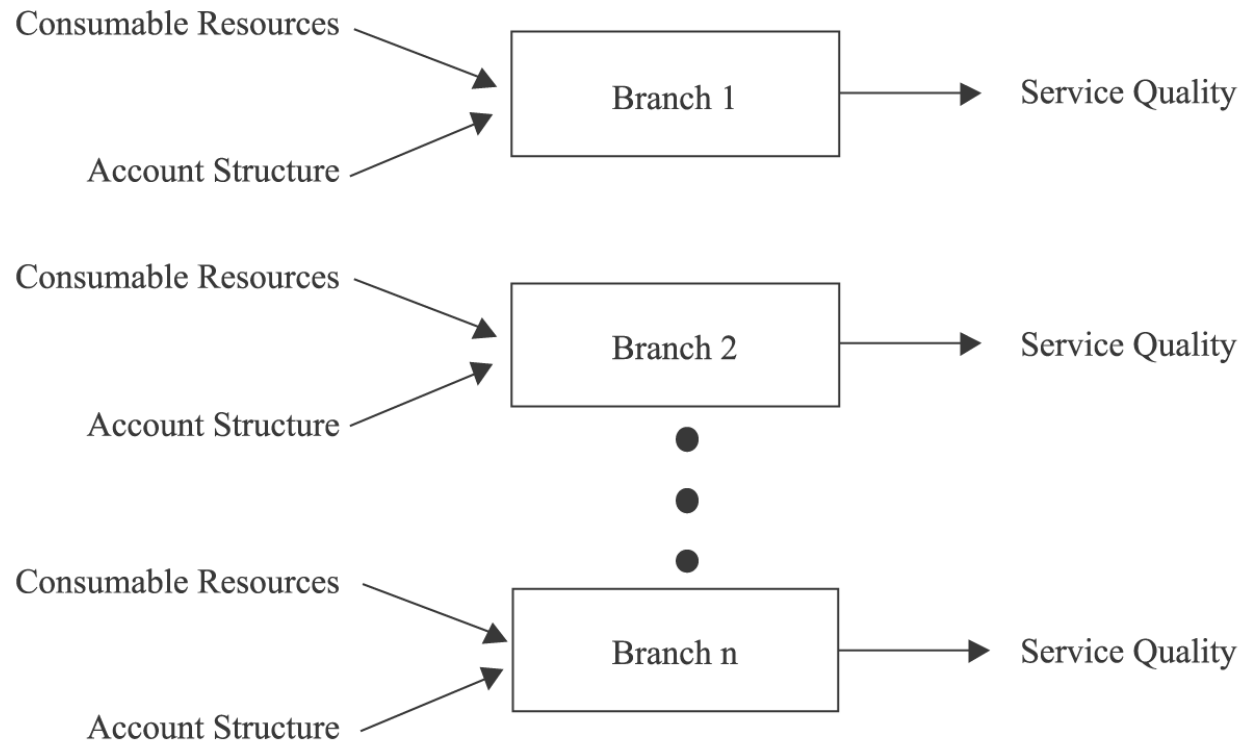 Consumable Resources
Branch 1
Service Quality
Account Structure
Consumable Resources
Branch 2
Service Quality
Account Structure
Consumable Resources
Branch n
Service Quality
Account Structure